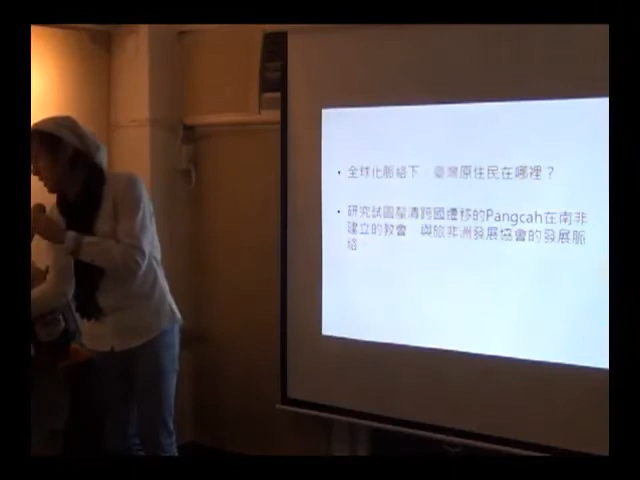 • 全球化脈絡下,臺灣原住民在哪裡?
• 研究試圖釐清跨國遷移的Pangcah在南非
建立的教會,與旅非洲發展協會的發展脈
絡。